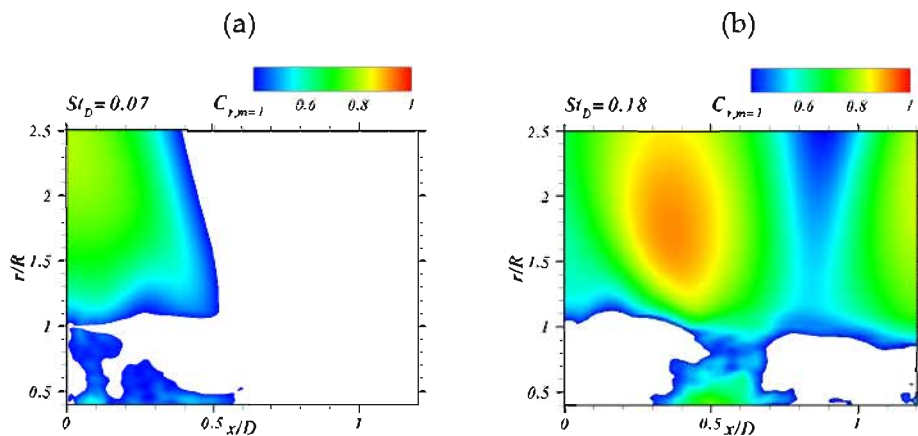 (a)
St_D=0.07
C_{r,m=1} 0.6 0.8 1
2.5
2
1.5
1
0.5
r/R
0 0.5 x/D 1
(b)
St_D=0.18
C_{r,m=1} 0.6 0.8 1
2.5
2
1.5
1
0.5
r/R
0 0.5 x/D 1